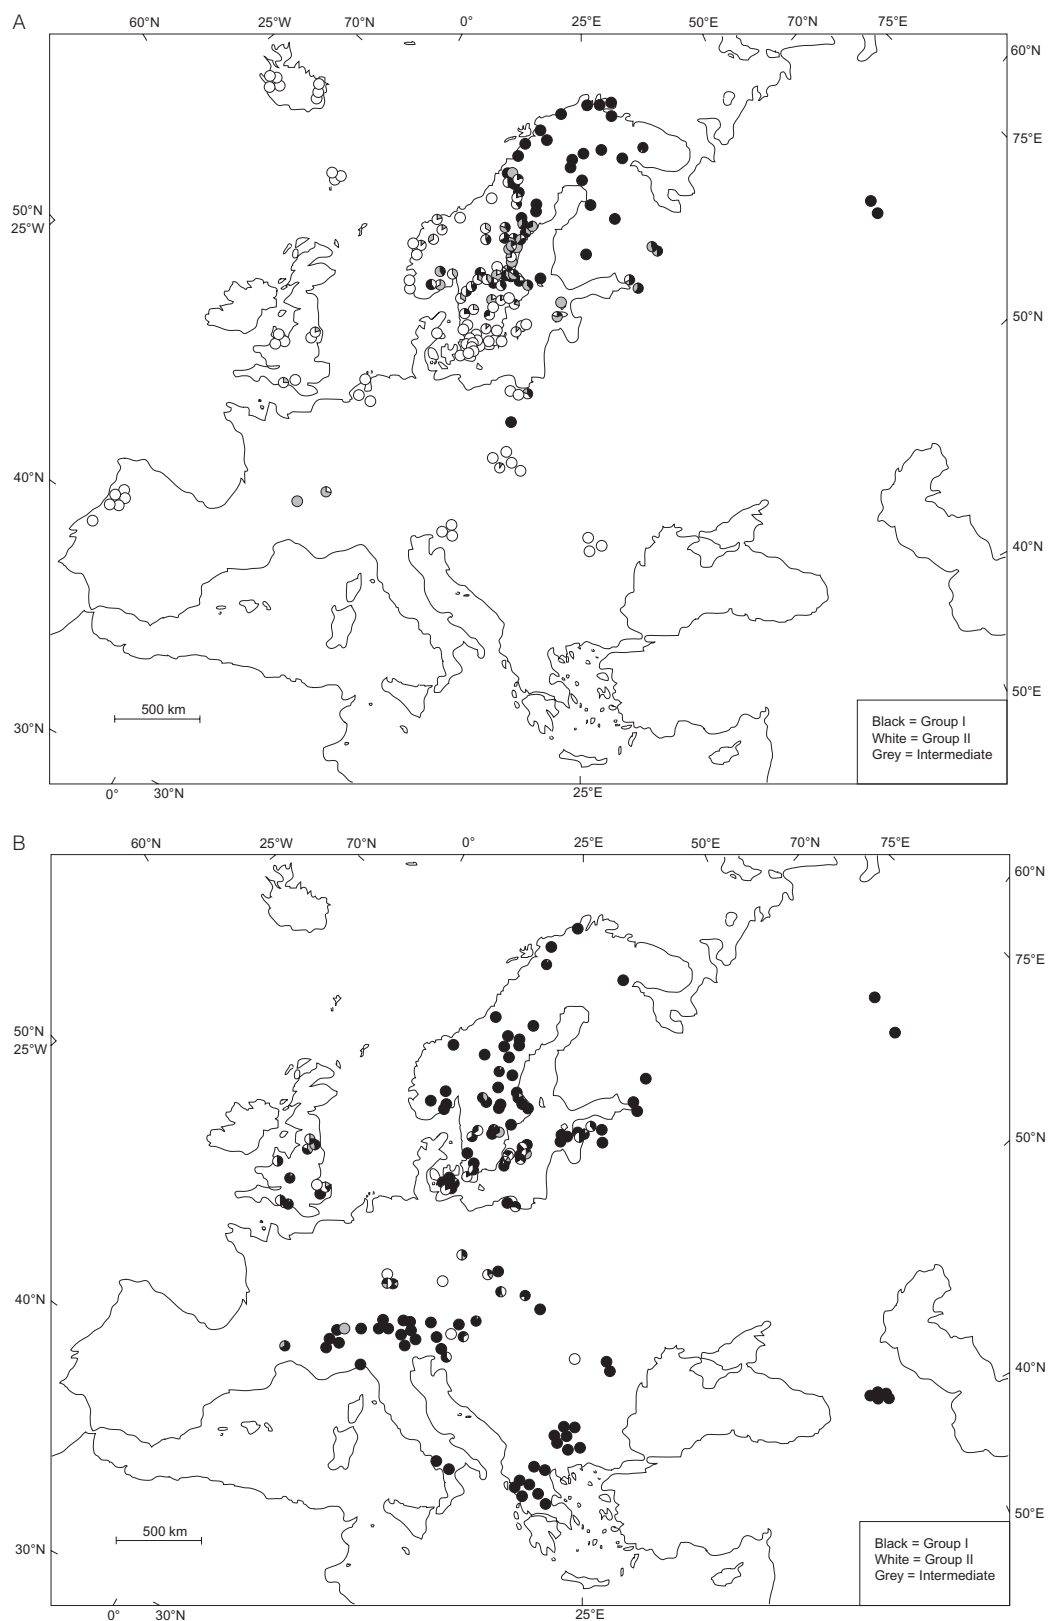 A
60°N 25°W 70°N 0° 25°E 50°E 70°N 75°E
60°N
75°E
50°N
25°W
50°N
40°N
40°N
50°E
30°N
500 km
Black = Group I
White = Group II
Grey = Intermediate
0° 30°N 25°E
B
60°N 25°W 70°N 0° 25°E 50°E 70°N 75°E
60°N
75°E
50°N
25°W
50°N
40°N
40°N
50°E
30°N
500 km
Black = Group I
White = Group II
Grey = Intermediate
0° 30°N 25°E